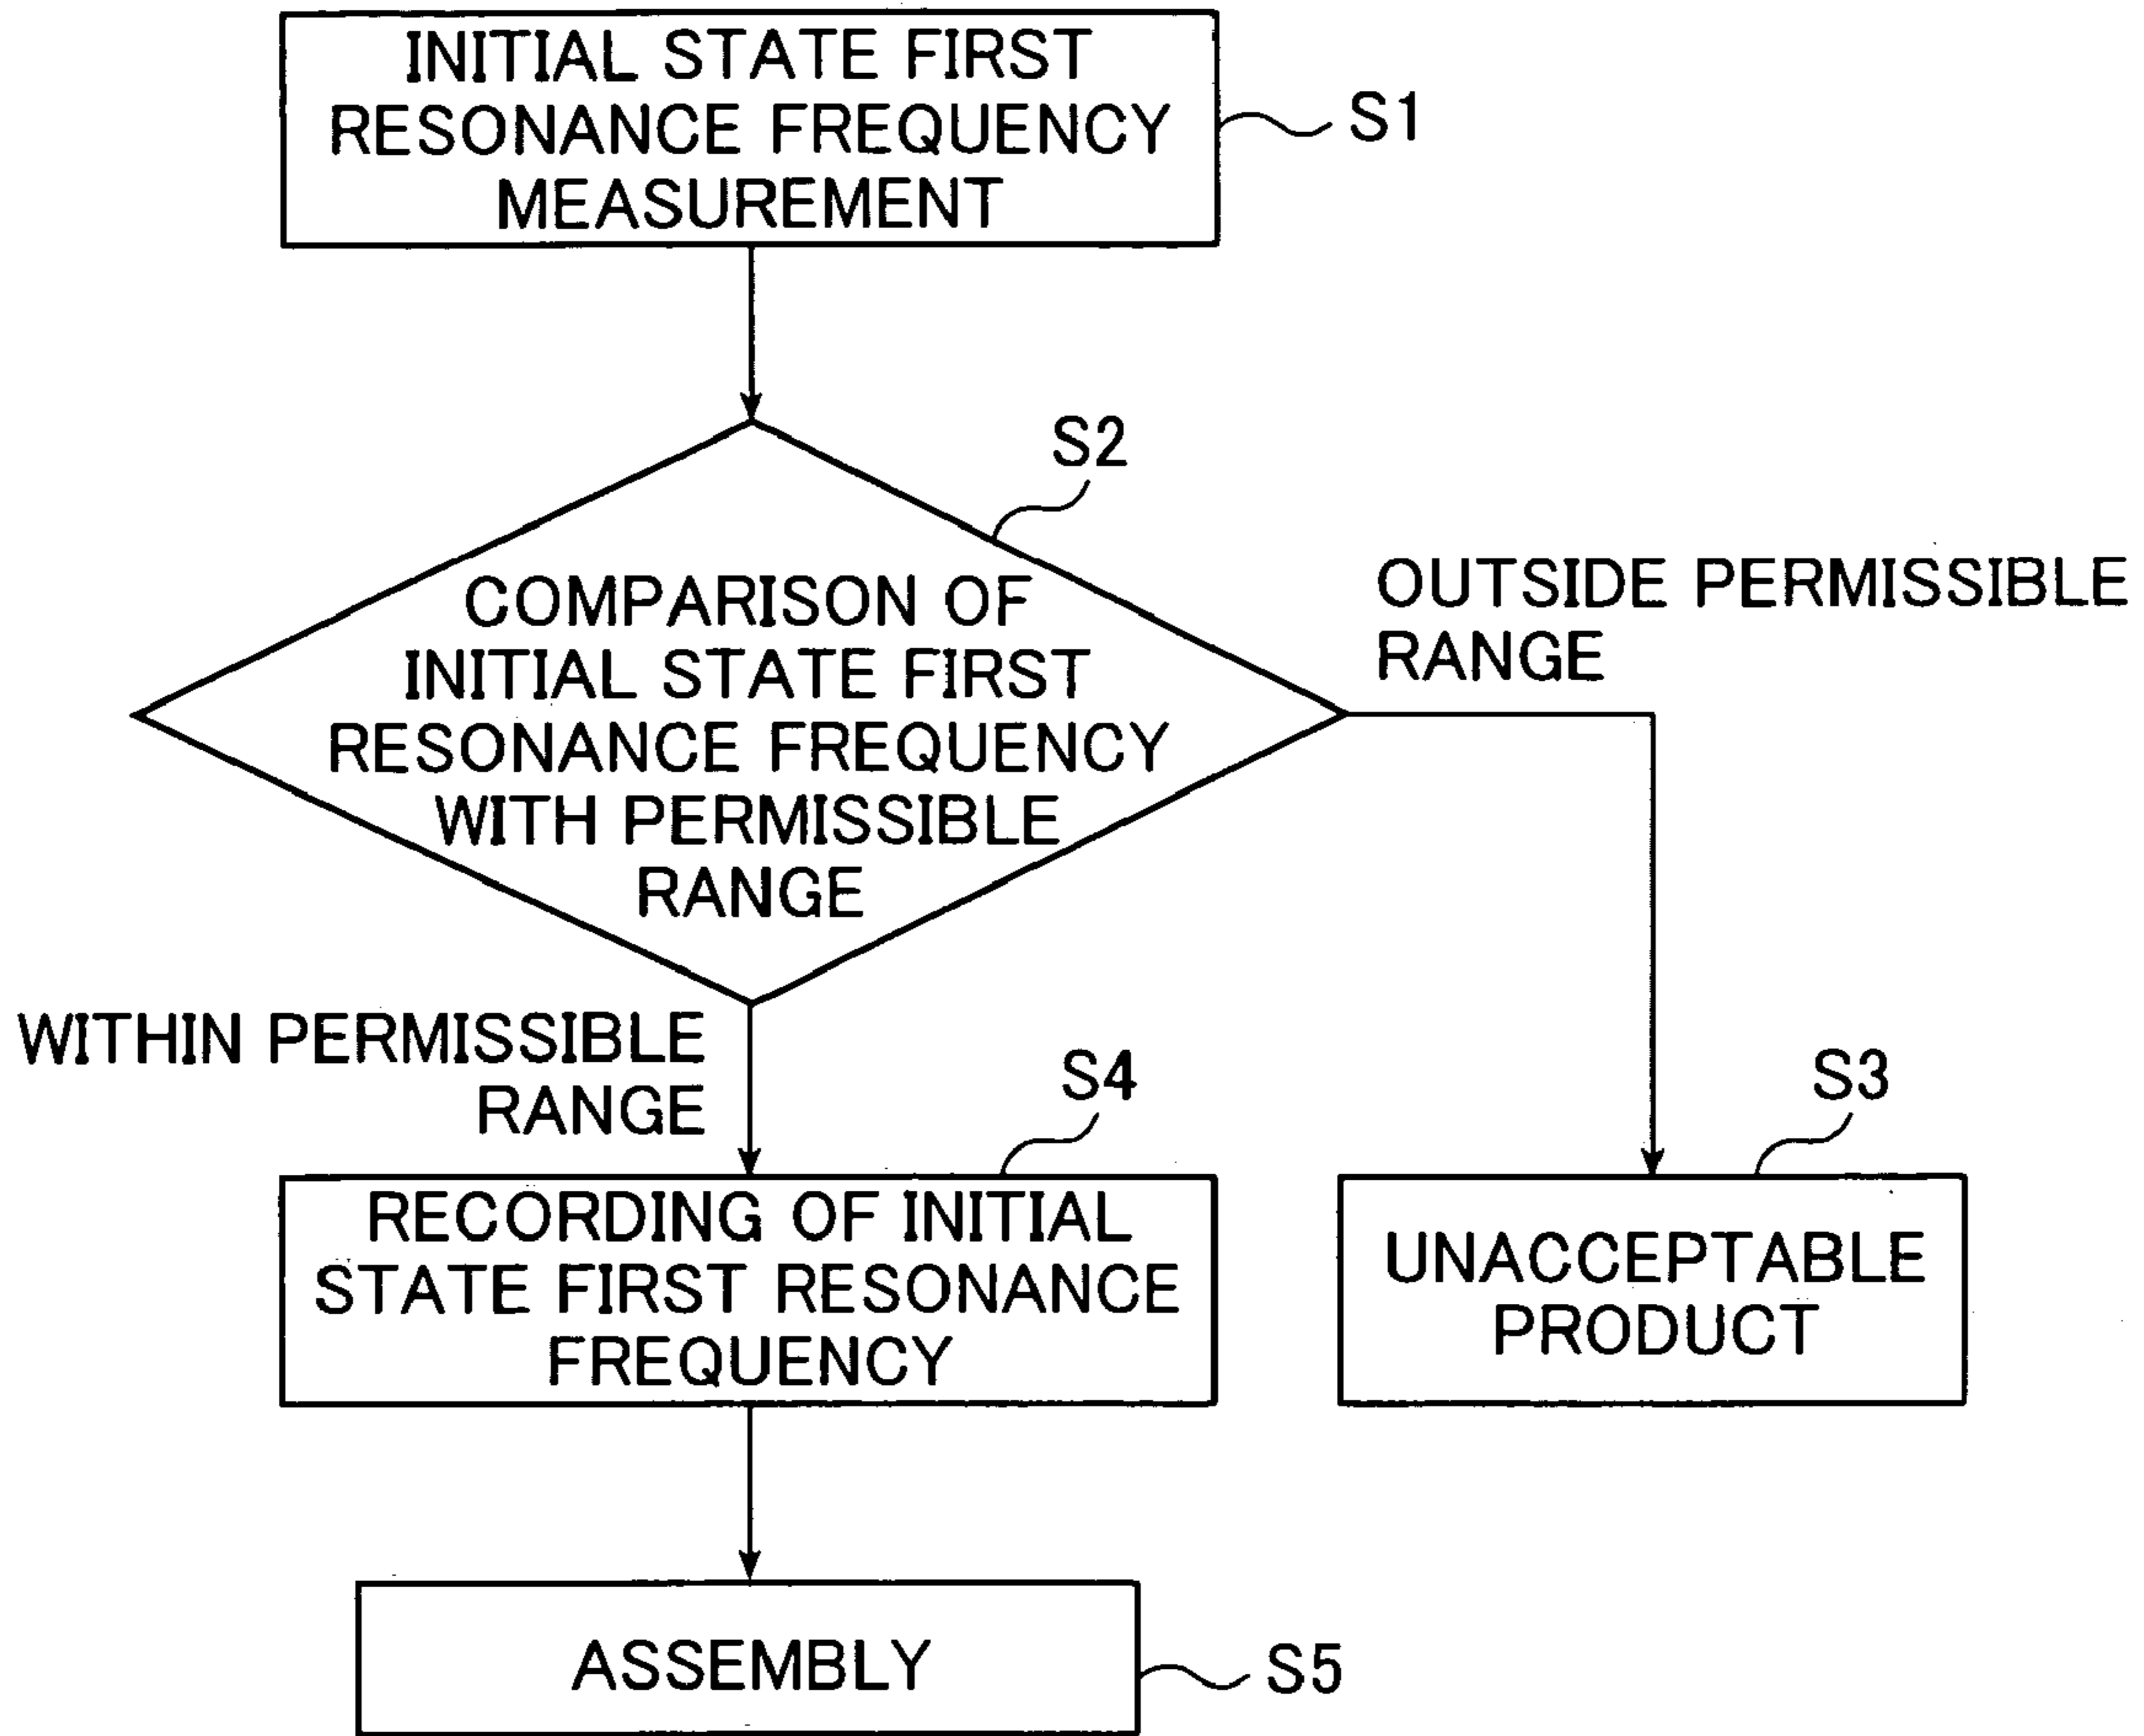 INITIAL STATE FIRST
RESONANCE FREQUENCY
MEASUREMENT
S1
S2
COMPARISON OF
INITIAL STATE FIRST
RESONANCE FREQUENCY
WITH PERMISSIBLE
RANGE
OUTSIDE PERMISSIBLE
RANGE
WITHIN PERMISSIBLE
RANGE
S4
S3
RECORDING OF INITIAL
STATE FIRST RESONANCE
FREQUENCY
UNACCEPTABLE
PRODUCT
ASSEMBLY
S5